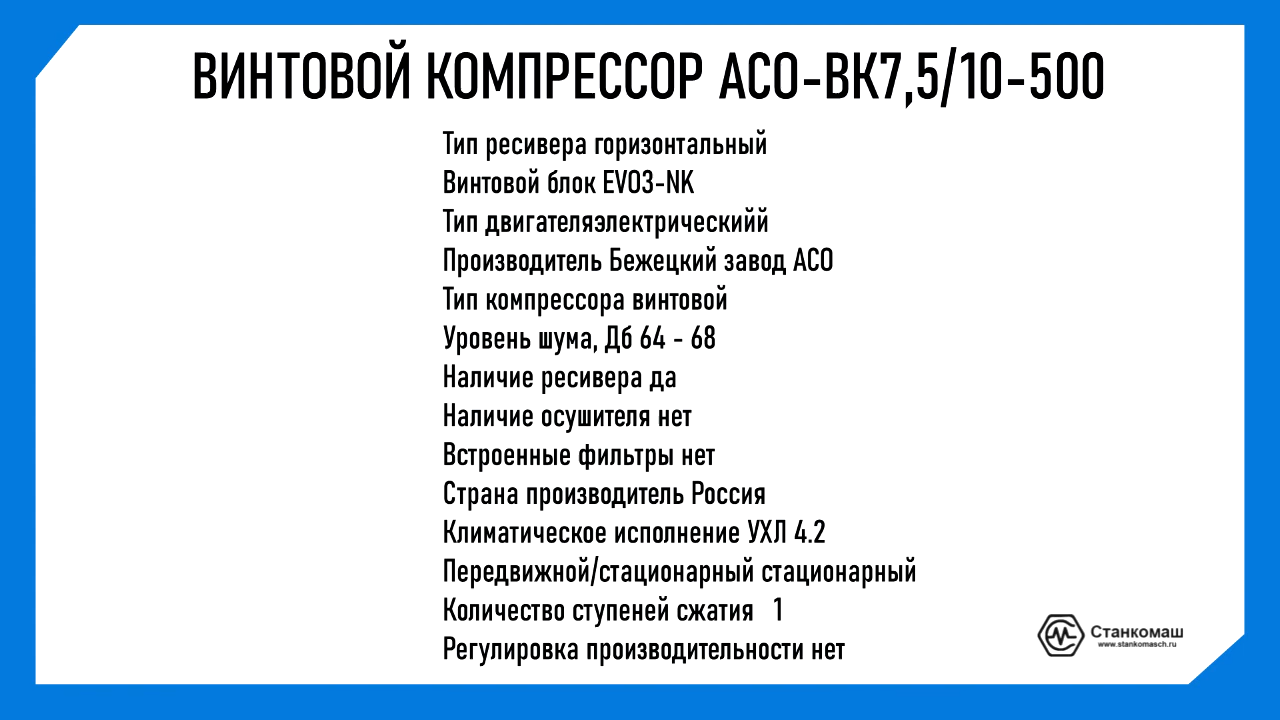 ВИНТОВОЙ КОМПРЕССОР АСО-ВК7,5/10-500
Тип ресивера горизонтальный
Винтовой блок EVO3-NK
Тип двигателяэлектрическийй
Производитель Бежецкий завод АСО
Тип компрессора винтовой
Уровень шума, Дб 64 - 68
Наличие ресивера да
Наличие осушителя нет
Встроенные фильтры нет
Страна производитель Россия
Климатическое исполнение УХЛ 4.2
Передвижной/стационарный стационарный
Количество ступеней сжатия 1
Регулировка производительности нет
Станкомаш
www.stankomasch.ru